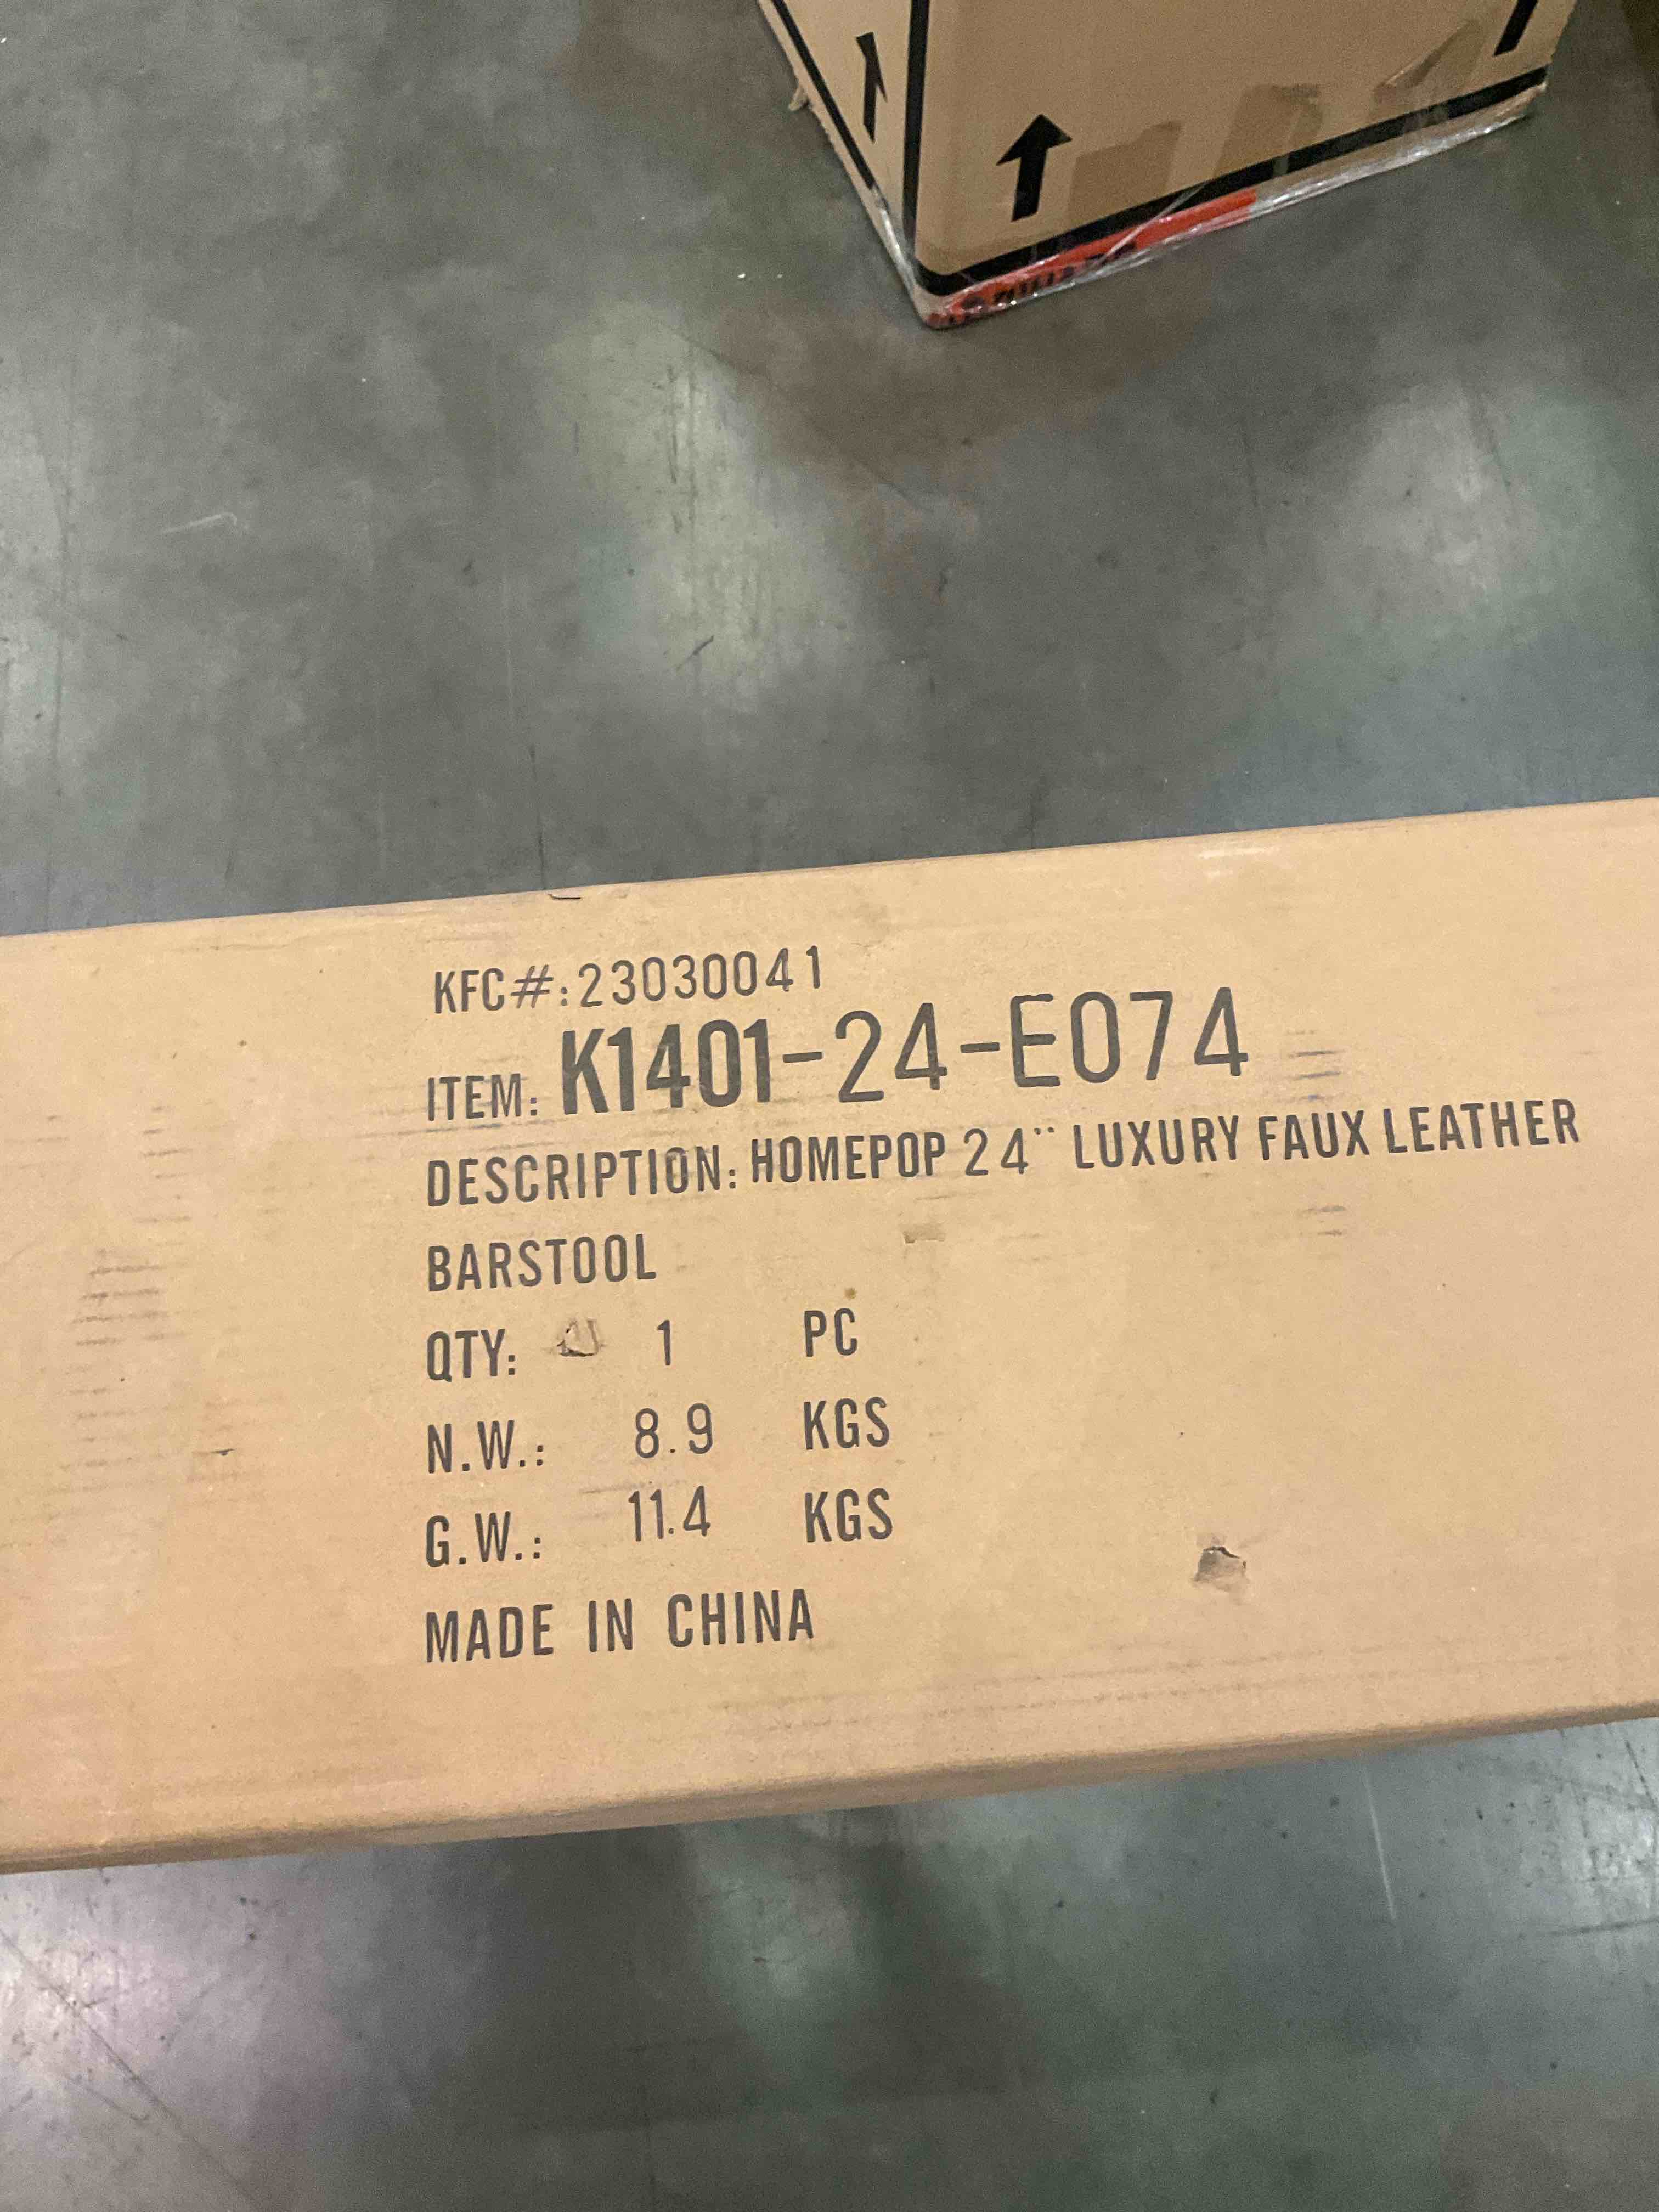 KFC#:23030041
ITEM: K1401-24-E074
DESCRIPTION: HOMEPOP 24¨ LUXURY FAUX LEATHER
BARSTOOL
QTY: 1 PC
N.W.: 8.9 KGS
G.W.: 11.4 KGS
MADE IN CHINA